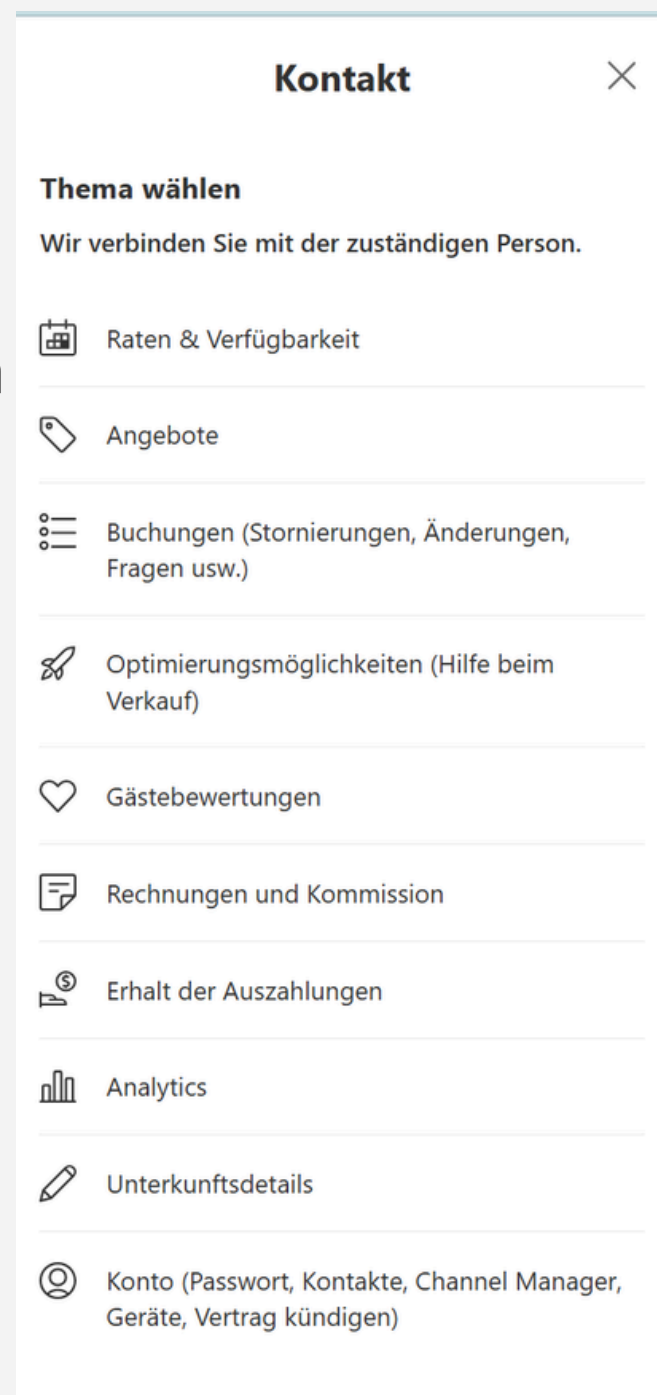 Kontakt
Thema wählen
Wir verbinden Sie mit der zuständigen Person.
Raten & Verfügbarkeit
Angebote
Buchungen (Stornierungen, Änderungen,
Fragen usw.)
Optimierungsmöglichkeiten (Hilfe beim
Verkauf)
Gästebewertungen
Rechnungen und Kommission
Erhalt der Auszahlungen
Analytics
Unterkunftsdetails
Konto (Passwort, Kontakte, Channel Manager,
Geräte, Vertrag kündigen)